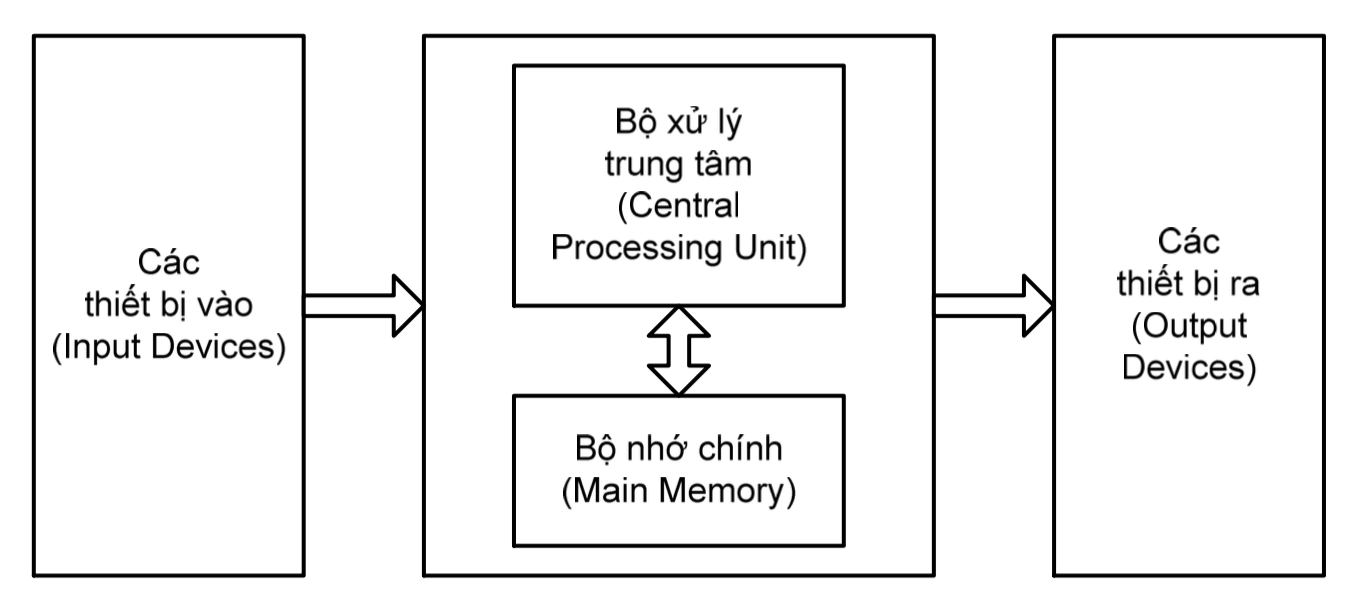 Các
thiết bị vào
(Input Devices)
Bộ xử lý
trung tâm
(Central
Processing Unit)
Bộ nhớ chính
(Main Memory)
Các
thiết bị ra
(Output
Devices)